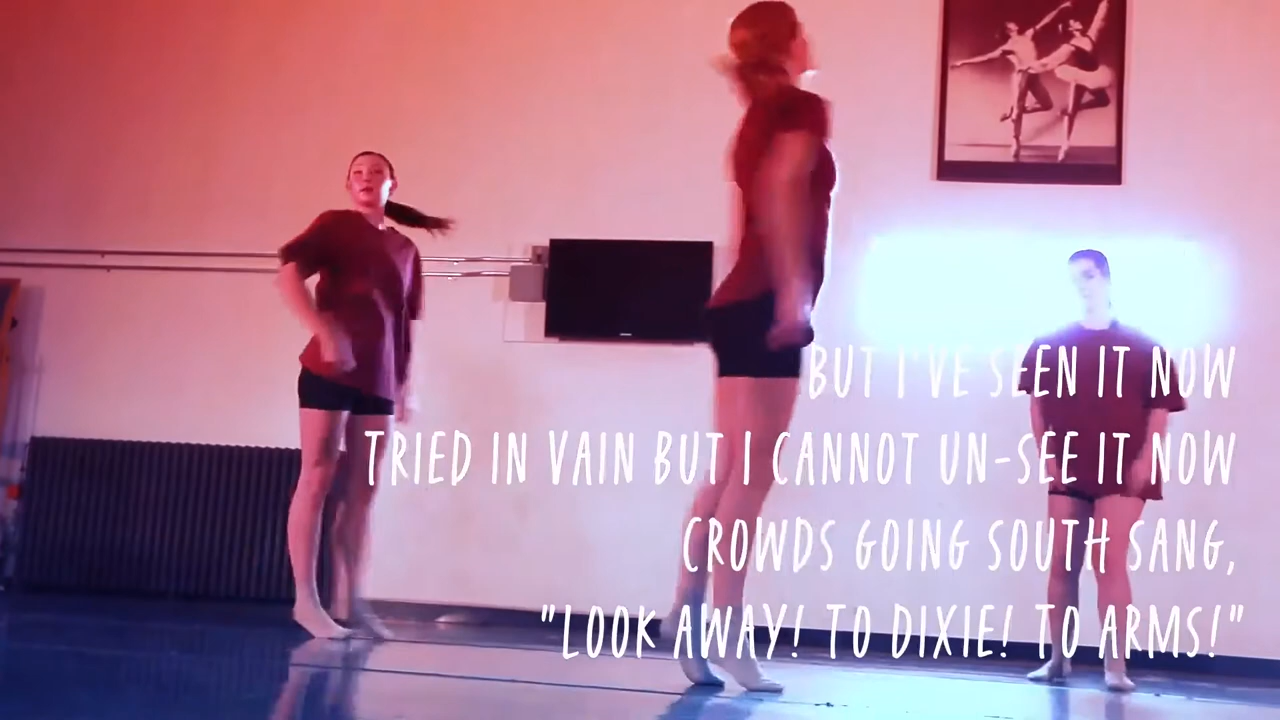 BUT I'VE SEEN IT NOW
TRIED IN VAIN BUT I CANNOT UN-SEE IT NOW
CROWDS GOING SOUTH SANG,
"LOOK AWAY! TO DIXIE! TO ARMS!"